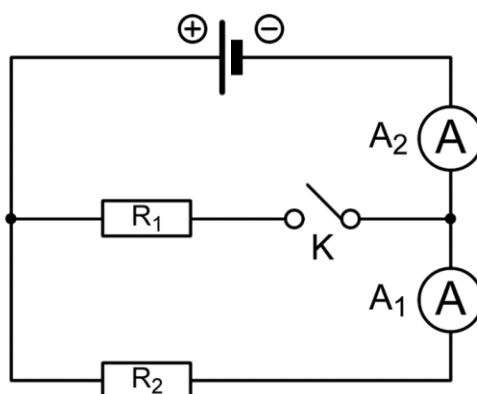 ⊕ ⊖
A₂ A
R₁
K
A₁ A
R₂